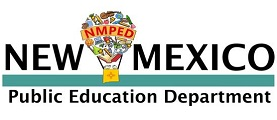 NMPED
NEW MEXICO
Public Education Department